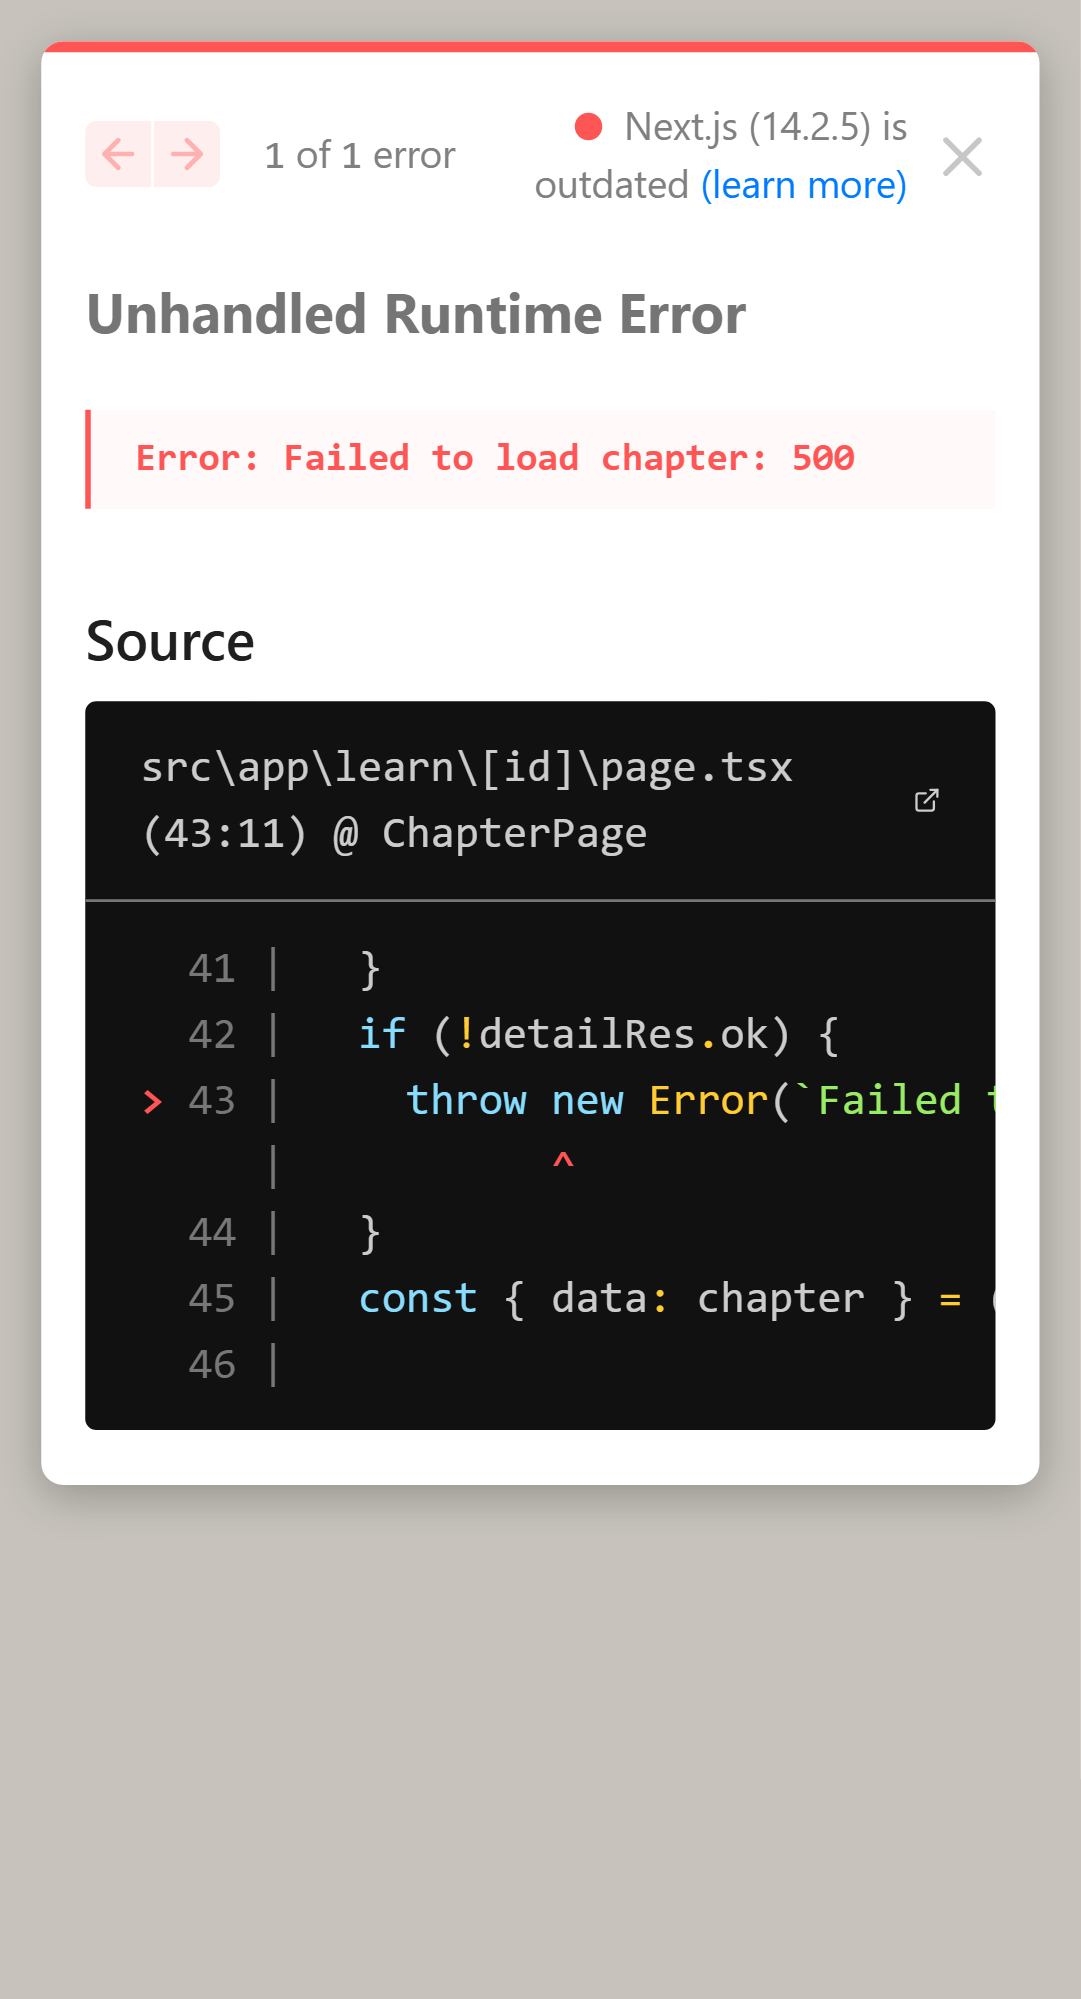 1 of 1 error
Next.js (14.2.5) is
outdated (learn more)
Unhandled Runtime Error
Error: Failed to load chapter: 500
Source
src\app\learn\[id]\page.tsx
(43:11) @ ChapterPage
41 |   }
42 |   if (!detailRes.ok) {
> 43 |     throw new Error(`Failed
|           ^
44 |   }
45 |   const { data: chapter } = (
46 |